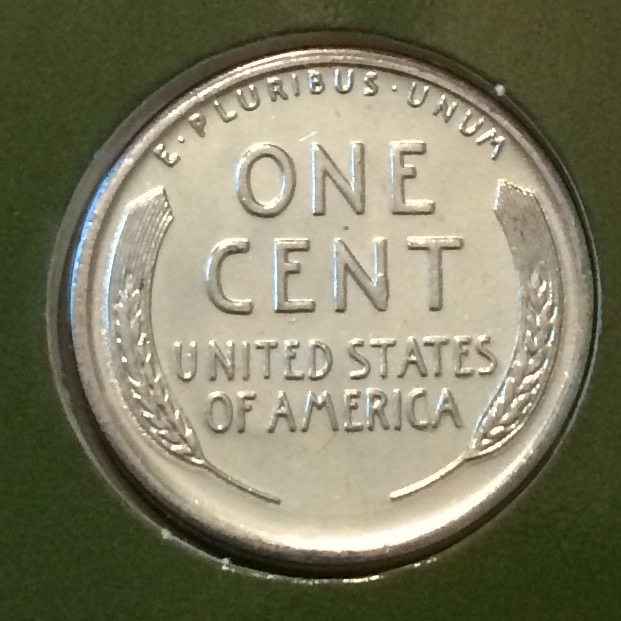 E·PLURIBUS·UNUM
ONE
CENT
UNITED STATES
OF AMERICA